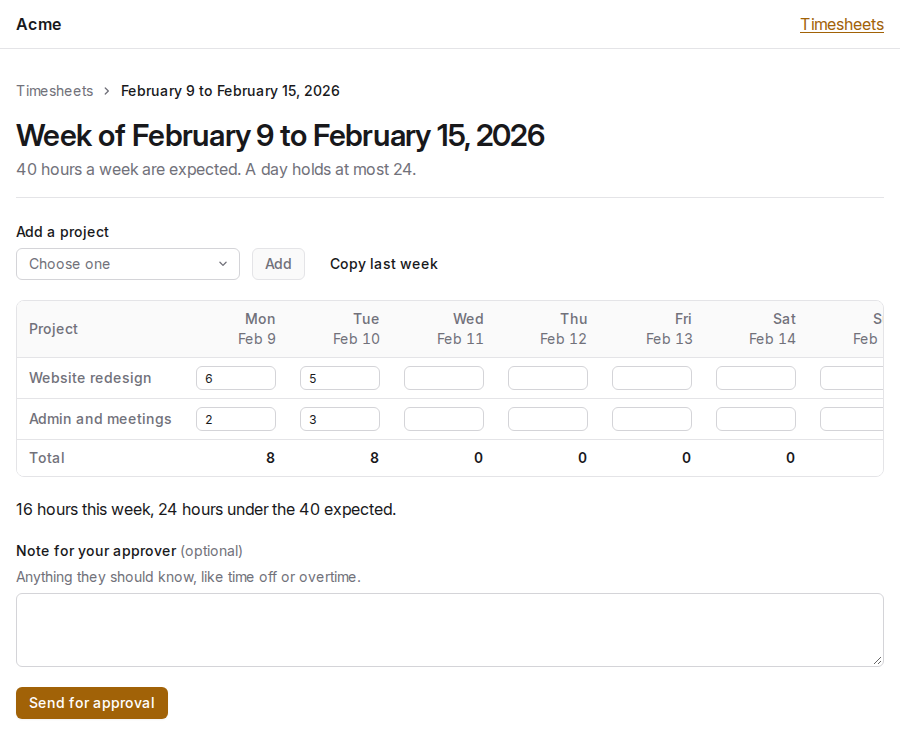 Acme Timesheets
Timesheets > February 9 to February 15, 2026
Week of February 9 to February 15, 2026
40 hours a week are expected. A day holds at most 24.
Add a project
Choose one Add Copy last week
Project Mon Tue Wed Thu Fri Sat
Feb 9 Feb 10 Feb 11 Feb 12 Feb 13 Feb 14 Feb
Website redesign 6 5
Admin and meetings 2 3
Total 8 8 0 0 0 0
16 hours this week, 24 hours under the 40 expected.
Note for your approver (optional)
Anything they should know, like time off or overtime.
Send for approval